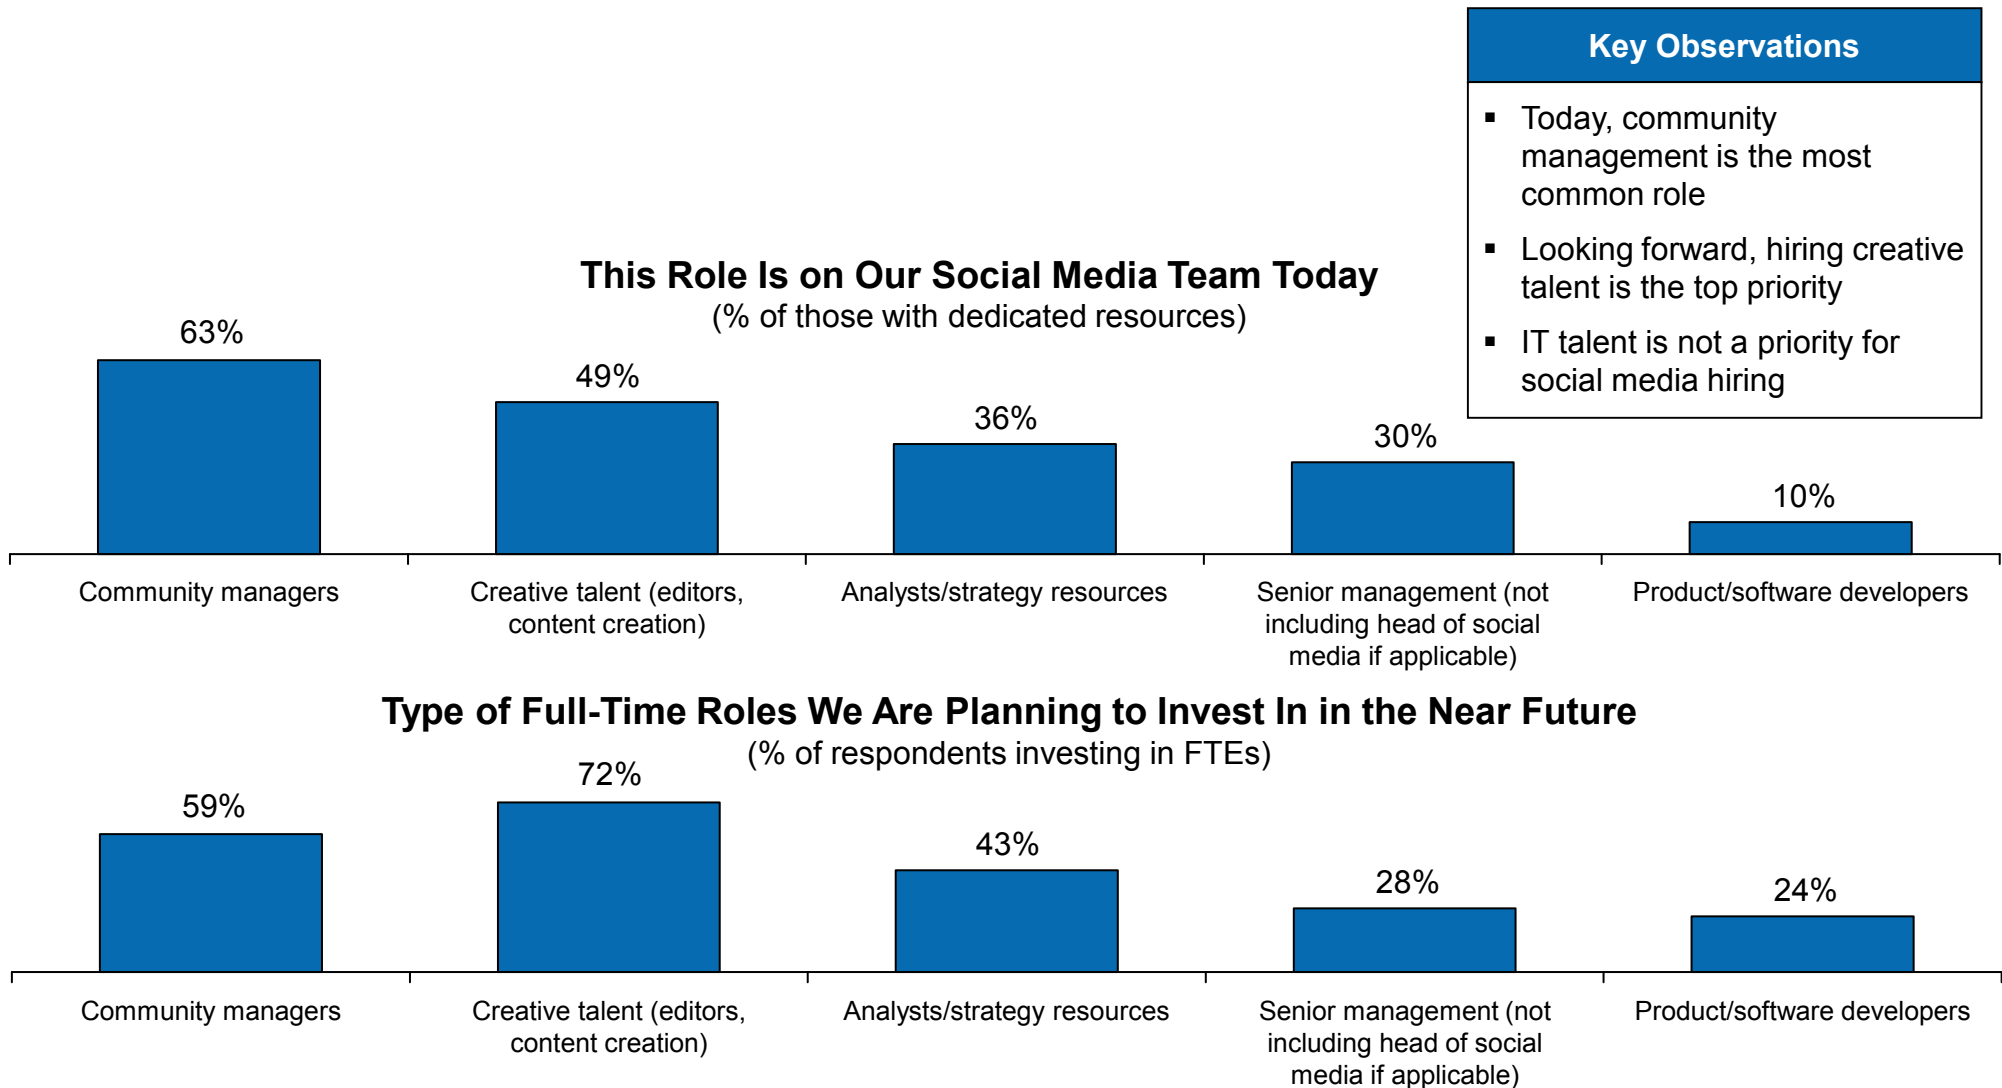 Key Observations
▪ Today, community
management is the most
common role
▪ Looking forward, hiring creative
talent is the top priority
▪ IT talent is not a priority for
social media hiring
This Role Is on Our Social Media Team Today
(% of those with dedicated resources)
63%
49%
36%
30%
10%
Community managers
Creative talent (editors,
content creation)
Analysts/strategy resources
Senior management (not
including head of social
media if applicable)
Product/software developers
Type of Full-Time Roles We Are Planning to Invest In in the Near Future
(% of respondents investing in FTEs)
59%
72%
43%
28%
24%
Community managers
Creative talent (editors,
content creation)
Analysts/strategy resources
Senior management (not
including head of social
media if applicable)
Product/software developers